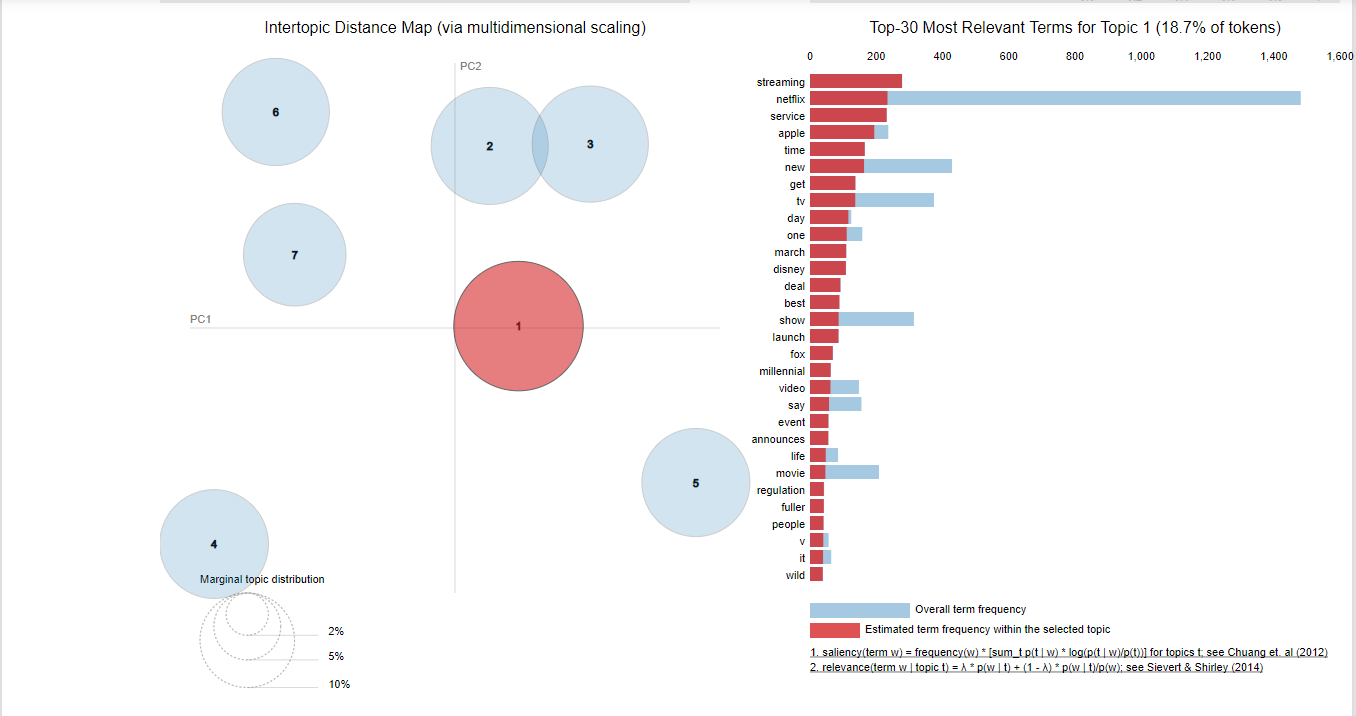 Intertopic Distance Map (via multidimensional scaling)
PC2
PC1
6
2
3
7
1
5
4
Marginal topic distribution
2%
5%
10%
Top-30 Most Relevant Terms for Topic 1 (18.7% of tokens)
0 200 400 600 800 1,000 1,200 1,400 1,600
streaming
netflix
service
apple
time
new
get
tv
day
one
march
disney
deal
best
show
launch
fox
millennial
video
say
event
announces
life
movie
regulation
fuller
people
v
it
wild
Overall term frequency
Estimated term frequency within the selected topic
1. saliency(term w) = frequency(w) * [sum_t p(t | w) * log(p(t | w)/p(t))] for topics t; see Chuang et. al (2012)
2. relevance(term w | topic t) = λ * p(w | t) + (1 - λ) * p(w | t)/p(w); see Sievert & Shirley (2014)